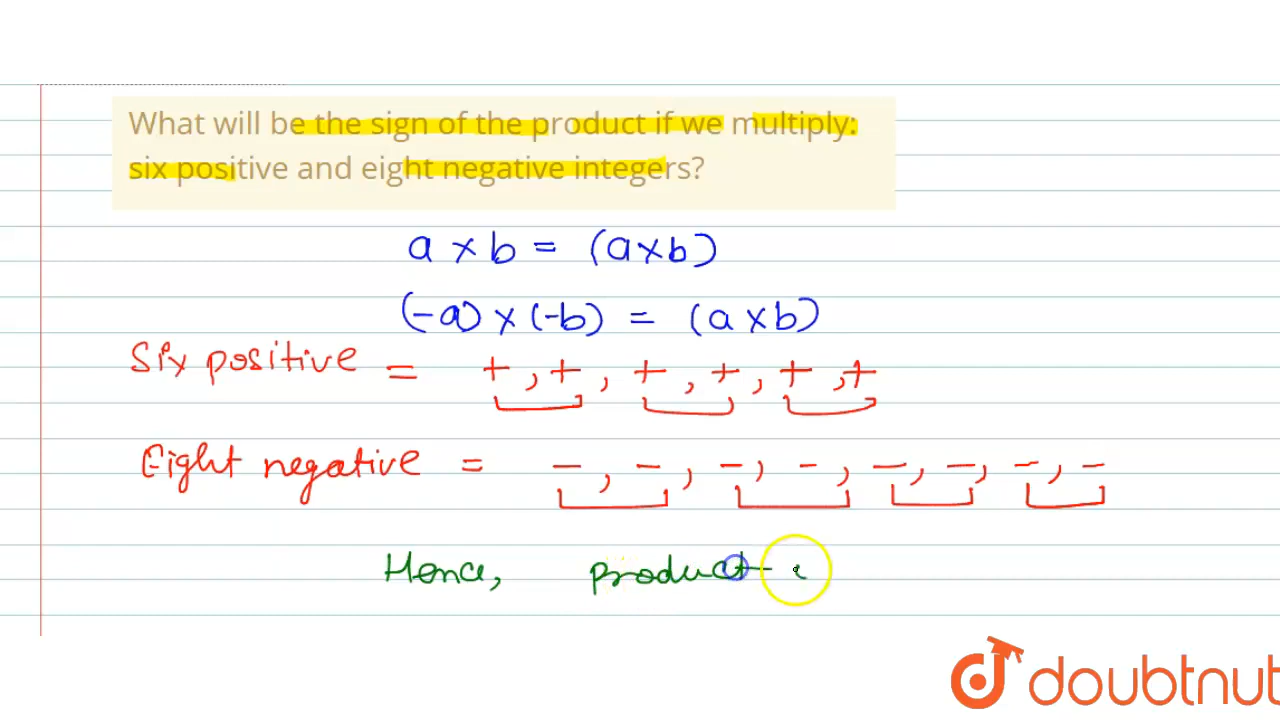 What will be the sign of the product if we multiply:
six positive and eight negative integers?
a × b = (a×b)
(-a) × (-b) = (a × b)
Six positive = +, +, +, +, +, +
Eight negative = -, -, -, -, -, -, -, -
Hence, product
doubtnut